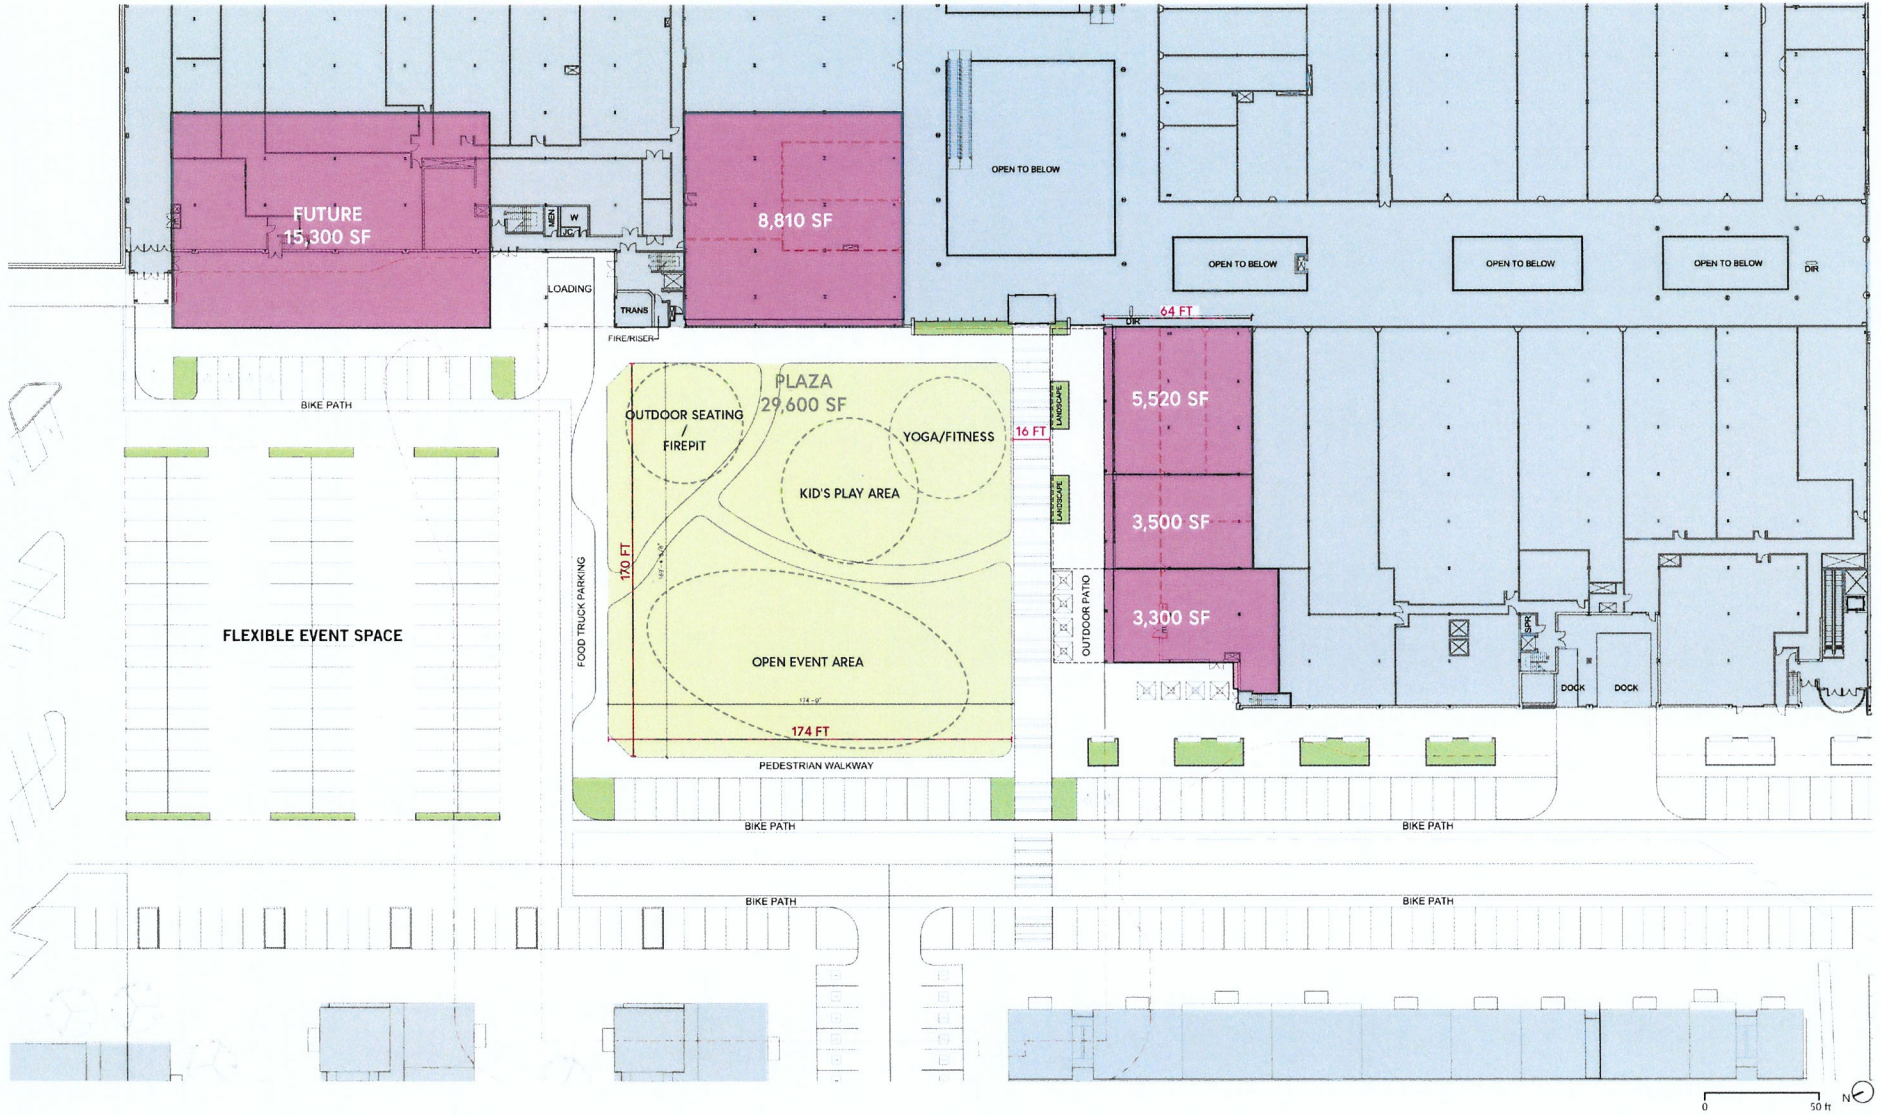 OPEN TO BELOW
FUTURE
15,300 SF
MEN
W
JC
8,810 SF
OPEN TO BELOW
OPEN TO BELOW
OPEN TO BELOW
DIR
LOADING
TRANS
FIRE/RISER
64 FT
DIR
BIKE PATH
PLAZA
29,600 SF
OUTDOOR SEATING
/
FIREPIT
YOGA/FITNESS
KID'S PLAY AREA
16 FT
LANDSCAPE
LANDSCAPE
5,520 SF
3,500 SF
3,300 SF
170 FT
FOOD TRUCK PARKING
OUTDOOR PATIO
FLEXIBLE EVENT SPACE
OPEN EVENT AREA
174'-0"
174 FT
SPR
DOCK
DOCK
PEDESTRIAN WALKWAY
BIKE PATH
BIKE PATH
BIKE PATH
BIKE PATH
0
50 ft
N